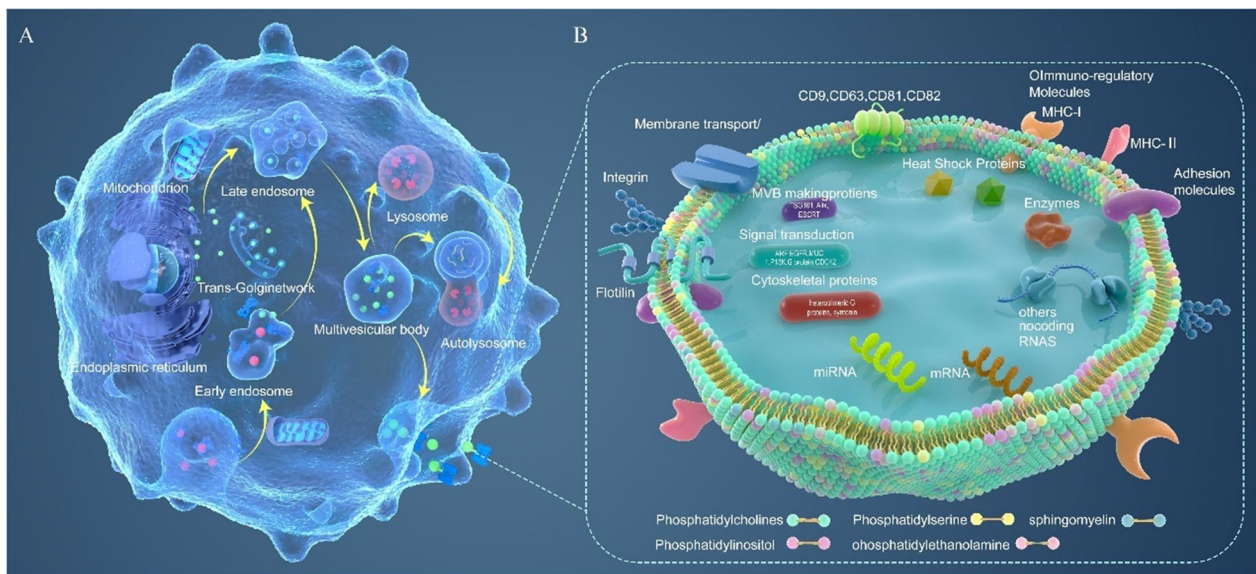 A
Mitochondrion
Late endosome
Lysosome
Trans-Golginetwork
Multivesicular body
Autolysosome
Endoplasmic reticulum
Early endosome
B
CD9,CD63,CD81,CD82
OImmuno-regulatory
Molecules
MHC-I
MHC-II
Membrane transport/
Integrin
Heat Shock Proteins
Adhesion
molecules
MVB makingprotiens
ESCRT
Enzymes
Signal transduction
Flotilin
Cytoskeletal proteins
others
nocoding
RNAS
miRNA
mRNA
Phosphatidylcholines
Phosphatidylserine
sphingomyelin
Phosphatidylinositol
ohosphatidylethanolamine